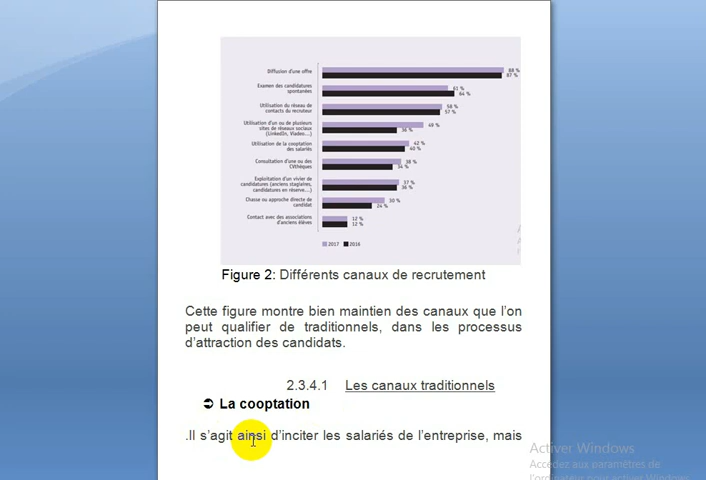 Diffusion d'une offre
88 %
87 %
Examen des candidatures
spontanées
61 %
64 %
Utilisation du réseau de
contacts du recruteur
58 %
57 %
Utilisation d'un ou de plusieurs
sites de réseaux sociaux
(LinkedIn, Viadeo...)
49 %
36 %
Utilisation de la cooptation
des salariés
42 %
40 %
Consultation d'une ou des
CVthèques
38 %
34 %
Exploitation d'un vivier de
candidatures (anciens stagiaires,
candidatures en réserve...)
37 %
36 %
Chasse ou approche directe de
candidat
30 %
24 %
Contact avec des associations
d'anciens élèves
12 %
12 %
2017 2016
Figure 2: Différents canaux de recrutement
Cette figure montre bien maintien des canaux que l'on
peut qualifier de traditionnels, dans les processus
d'attraction des candidats.
2.3.4.1 Les canaux traditionnels
➲ La cooptation
.Il s'agit ainsi d'inciter les salariés de l'entreprise, mais
Activer Windows
Accédez aux paramètres de
l'ordinateur pour activer Windows